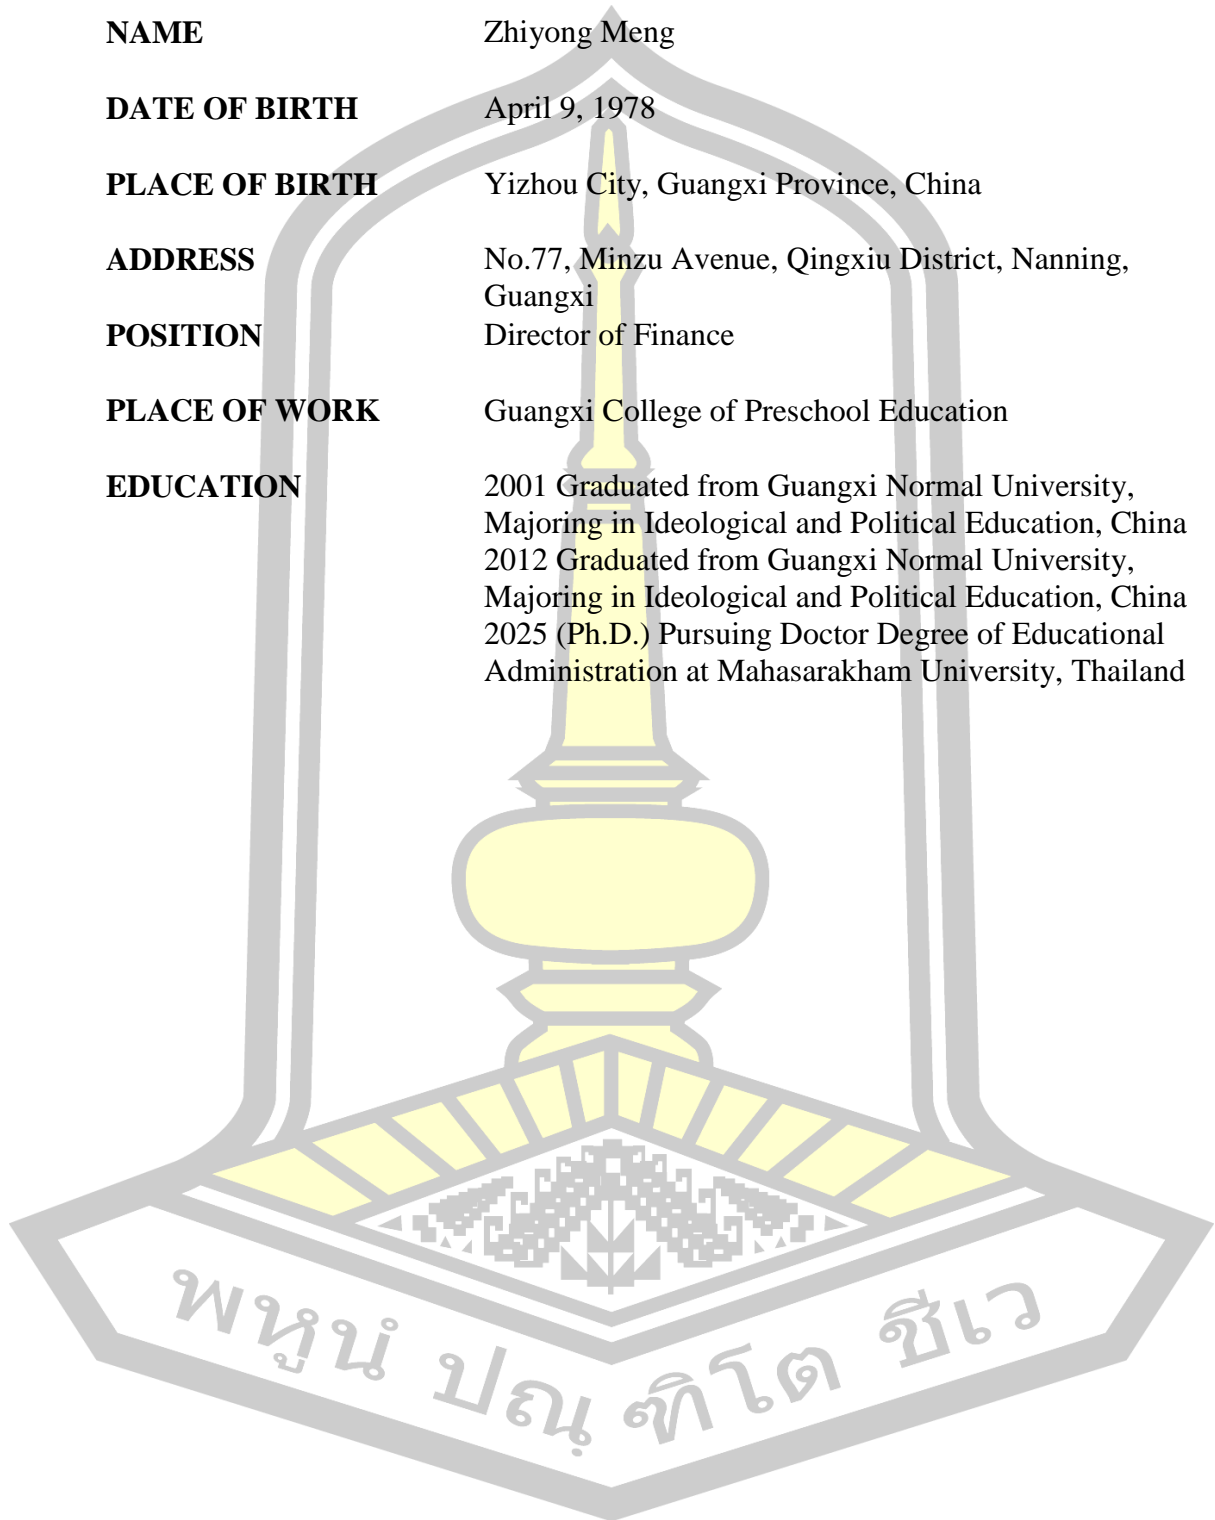 NAME Zhiyong Meng
DATE OF BIRTH April 9, 1978
PLACE OF BIRTH Yizhou City, Guangxi Province, China
ADDRESS No.77, Minzu Avenue, Qingxiu District, Nanning,
Guangxi
POSITION Director of Finance
PLACE OF WORK Guangxi College of Preschool Education
EDUCATION 2001 Graduated from Guangxi Normal University,
Majoring in Ideological and Political Education, China
2012 Graduated from Guangxi Normal University,
Majoring in Ideological and Political Education, China
2025 (Ph.D.) Pursuing Doctor Degree of Educational
Administration at Mahasarakham University, Thailand
พหูนํ ปณฺฑิโต ชีเว